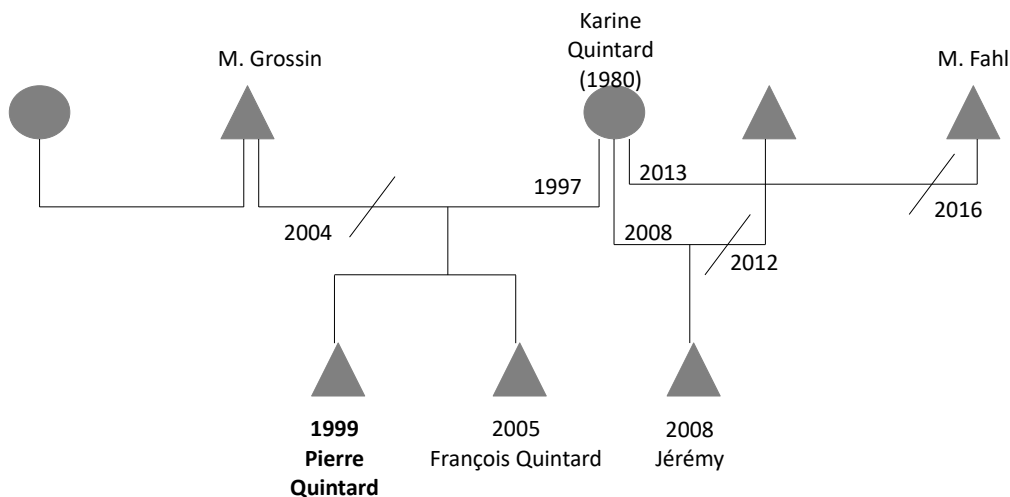 Karine
Quintard
(1980)
M. Grossin
M. Fahl
1997
2013
2004
2008
2016
2012
1999
Pierre
Quintard
2005
François Quintard
2008
Jérémy